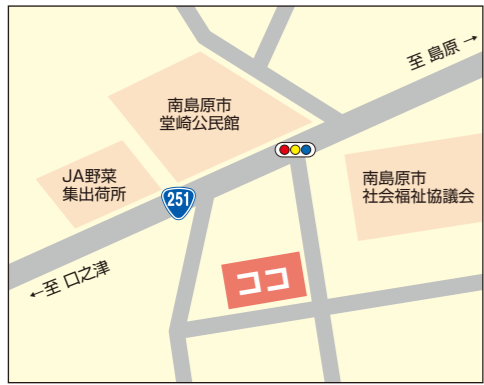 至 島原→
南島原市
堂崎公民館
JA野菜
集出荷所
南島原市
社会福祉協議会
251
ココ
←至 口之津